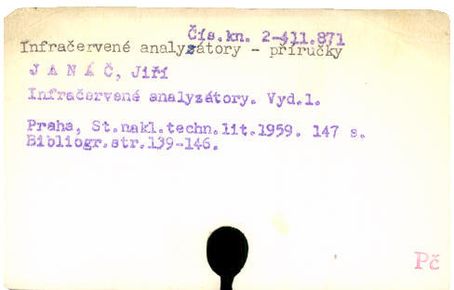 Čís.kn. 2-411.871
Infračervené analyzátory - příručky
J A N Á Č, Jiří
Infračervené analyzátory. Vyd.1.
Praha, St.nakl.techn.lit.1959. 147 s.
Bibliogr.str.139-146.
Pč